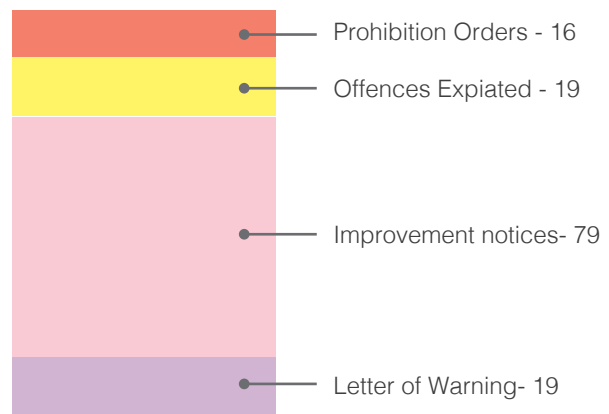 Prohibition Orders - 16
Offences Expiated - 19
Improvement notices- 79
Letter of Warning- 19